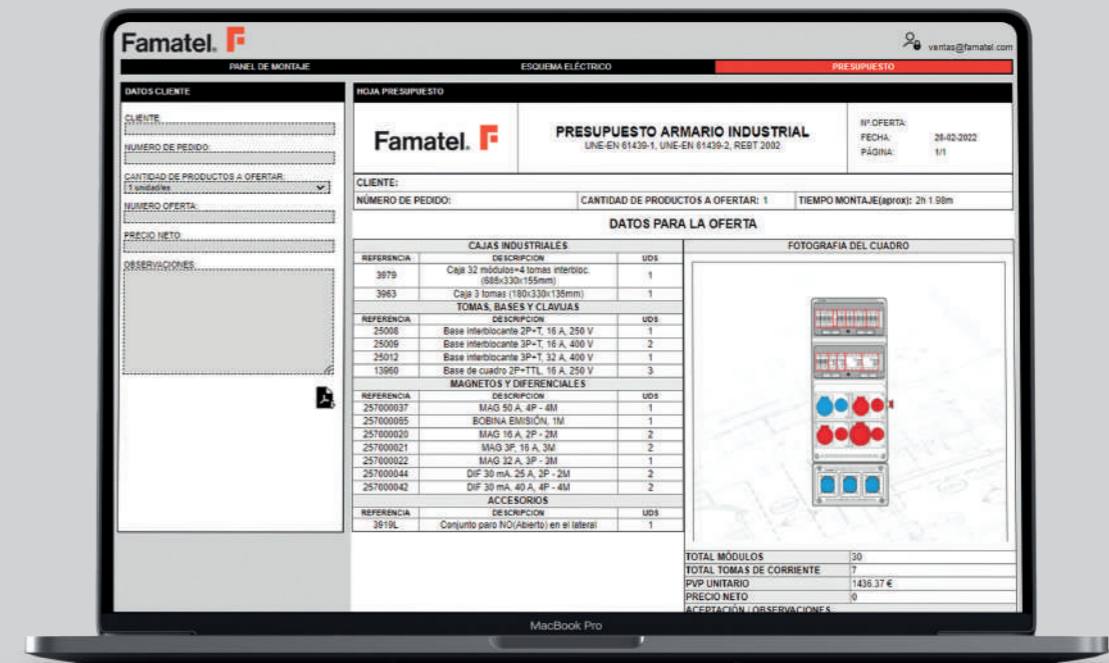 Famatel.
ventas@famatel.com
PANEL DE MONTAJE ESQUEMA ELÉCTRICO PRESUPUESTO
DATOS CLIENTE
CLIENTE:
NUMERO DE PEDIDO:
CANTIDAD DE PRODUCTOS A OFERTAR:
1 unidad/es
NUMERO OFERTA:
PRECIO NETO:
OBSERVACIONES:
HOJA PRESUPUESTO
Famatel.
PRESUPUESTO ARMARIO INDUSTRIAL
UNE-EN 61439-1, UNE-EN 61439-2, REBT 2002
Nº.OFERTA:
FECHA: 28-02-2022
PÁGINA: 1/1
CLIENTE:
NÚMERO DE PEDIDO: CANTIDAD DE PRODUCTOS A OFERTAR: 1 TIEMPO MONTAJE(aprox): 2h 1.98m
DATOS PARA LA OFERTA
CAJAS INDUSTRIALES
REFERENCIA DESCRIPCION UDS
3979 Caja 32 módulos+4 tomas interbloc. (685x330x155mm) 1
3963 Caja 3 tomas (180x330x135mm) 1
TOMAS, BASES Y CLAVIJAS
REFERENCIA DESCRIPCION UDS
25008 Base interblocante 2P+T, 16 A, 250 V 1
25009 Base interblocante 3P+T, 16 A, 400 V 2
25012 Base interblocante 3P+T, 32 A, 400 V 1
13960 Base de cuadro 2P+TTL, 16 A, 250 V 3
MAGNETOS Y DIFERENCIALES
REFERENCIA DESCRIPCION UDS
257000037 MAG 50 A, 4P - 4M 1
257000065 BOBINA EMISIÓN, 1M 1
257000020 MAG 16 A, 2P - 2M 2
257000021 MAG 3P, 16 A, 3M 2
257000022 MAG 32 A, 3P - 3M 1
257000044 DIF 30 mA, 25 A, 2P - 2M 2
257000042 DIF 30 mA, 40 A, 4P - 4M 2
ACCESORIOS
REFERENCIA DESCRIPCION UDS
3919L Conjunto paro NO(Abierto) en el lateral 1
FOTOGRAFIA DEL CUADRO
TOTAL MÓDULOS 30
TOTAL TOMAS DE CORRIENTE 7
PVP UNITARIO 1436.37 €
PRECIO NETO 0
ACEPTACIÓN / OBSERVACIONES
MacBook Pro